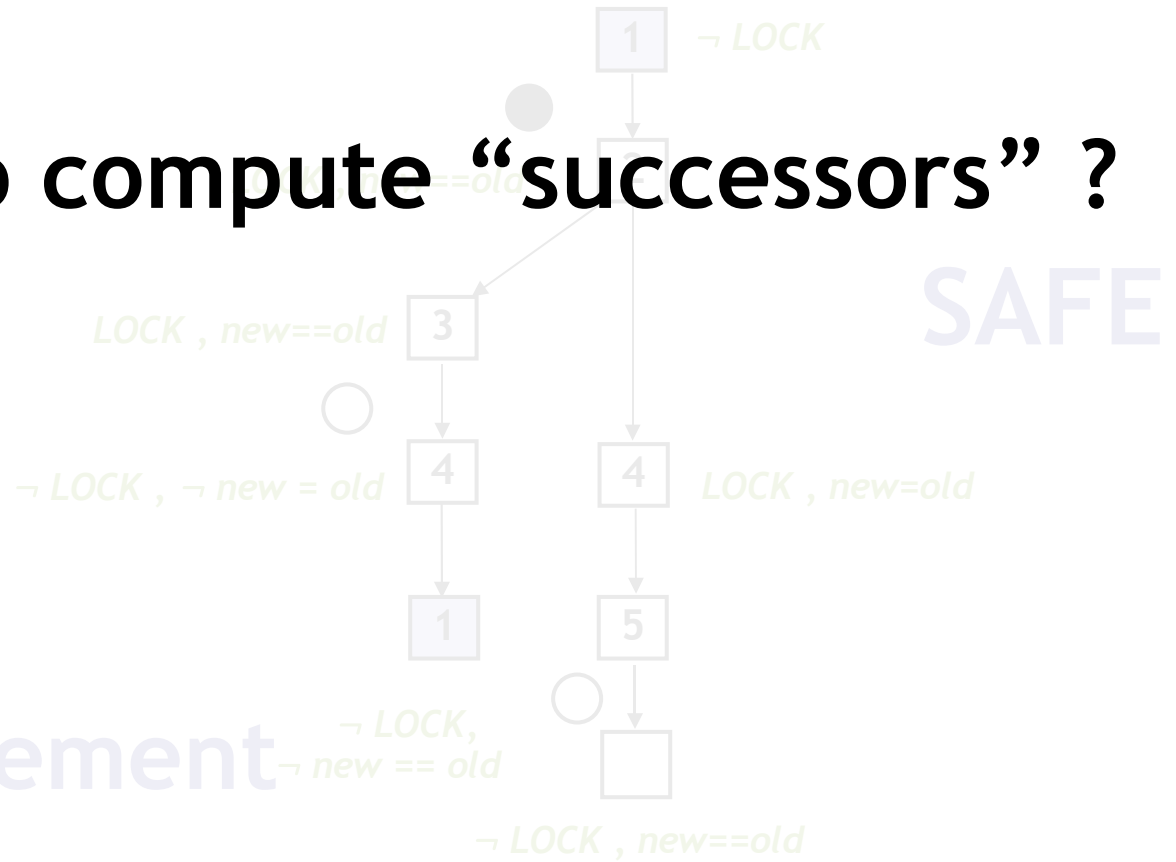 1 ¬ LOCK
compute “successors” ?
SAFE
LOCK , new==old 3
¬ LOCK , ¬ new = old 4
4 LOCK , new=old
1
5
¬ LOCK,
ement
¬ new == old
¬ LOCK , new==old